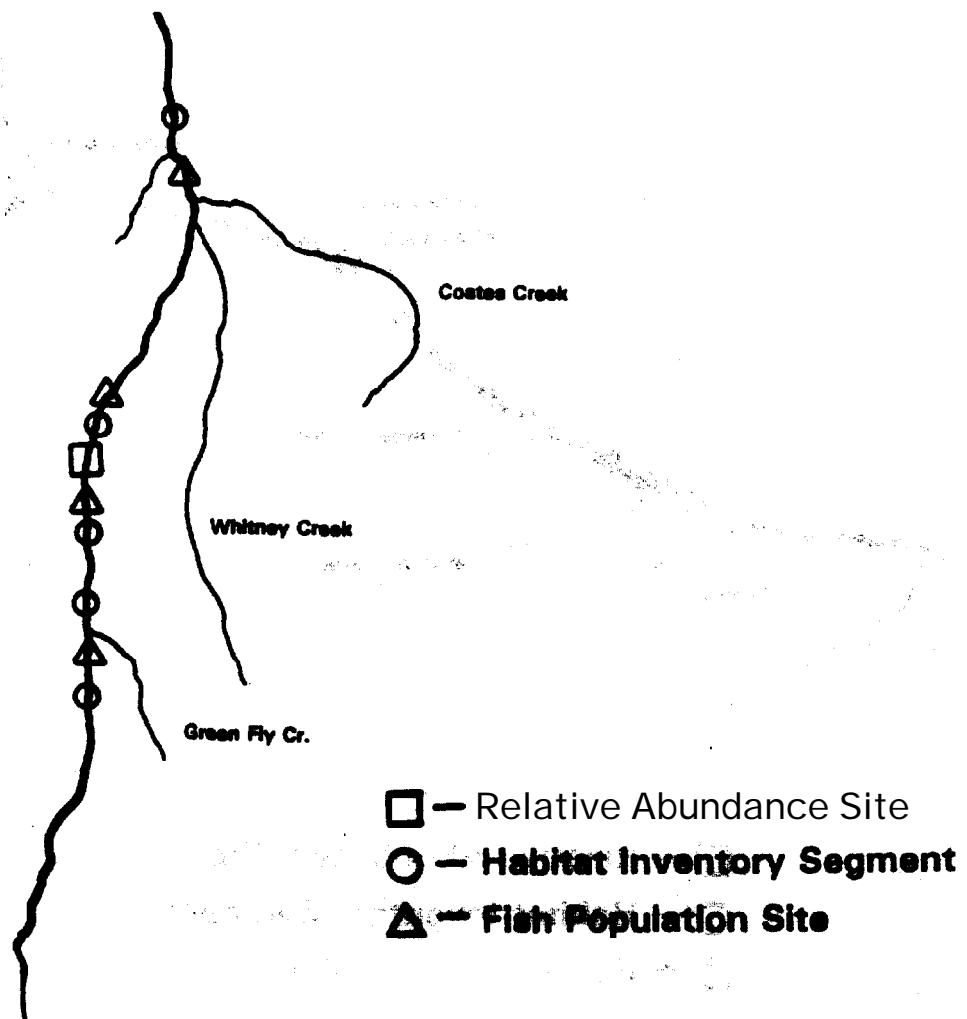 Coates Creek
Whitney Creek
Green Fly Cr.
— Relative Abundance Site
— Habitat Inventory Segment
— Fish Population Site